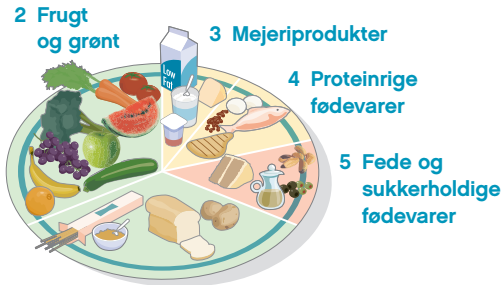 2 Frugt
og grønt
3 Mejeriprodukter
Low
Fat
4 Proteinrige
fødevarer
5 Fede og
sukkerholdige
fødevarer